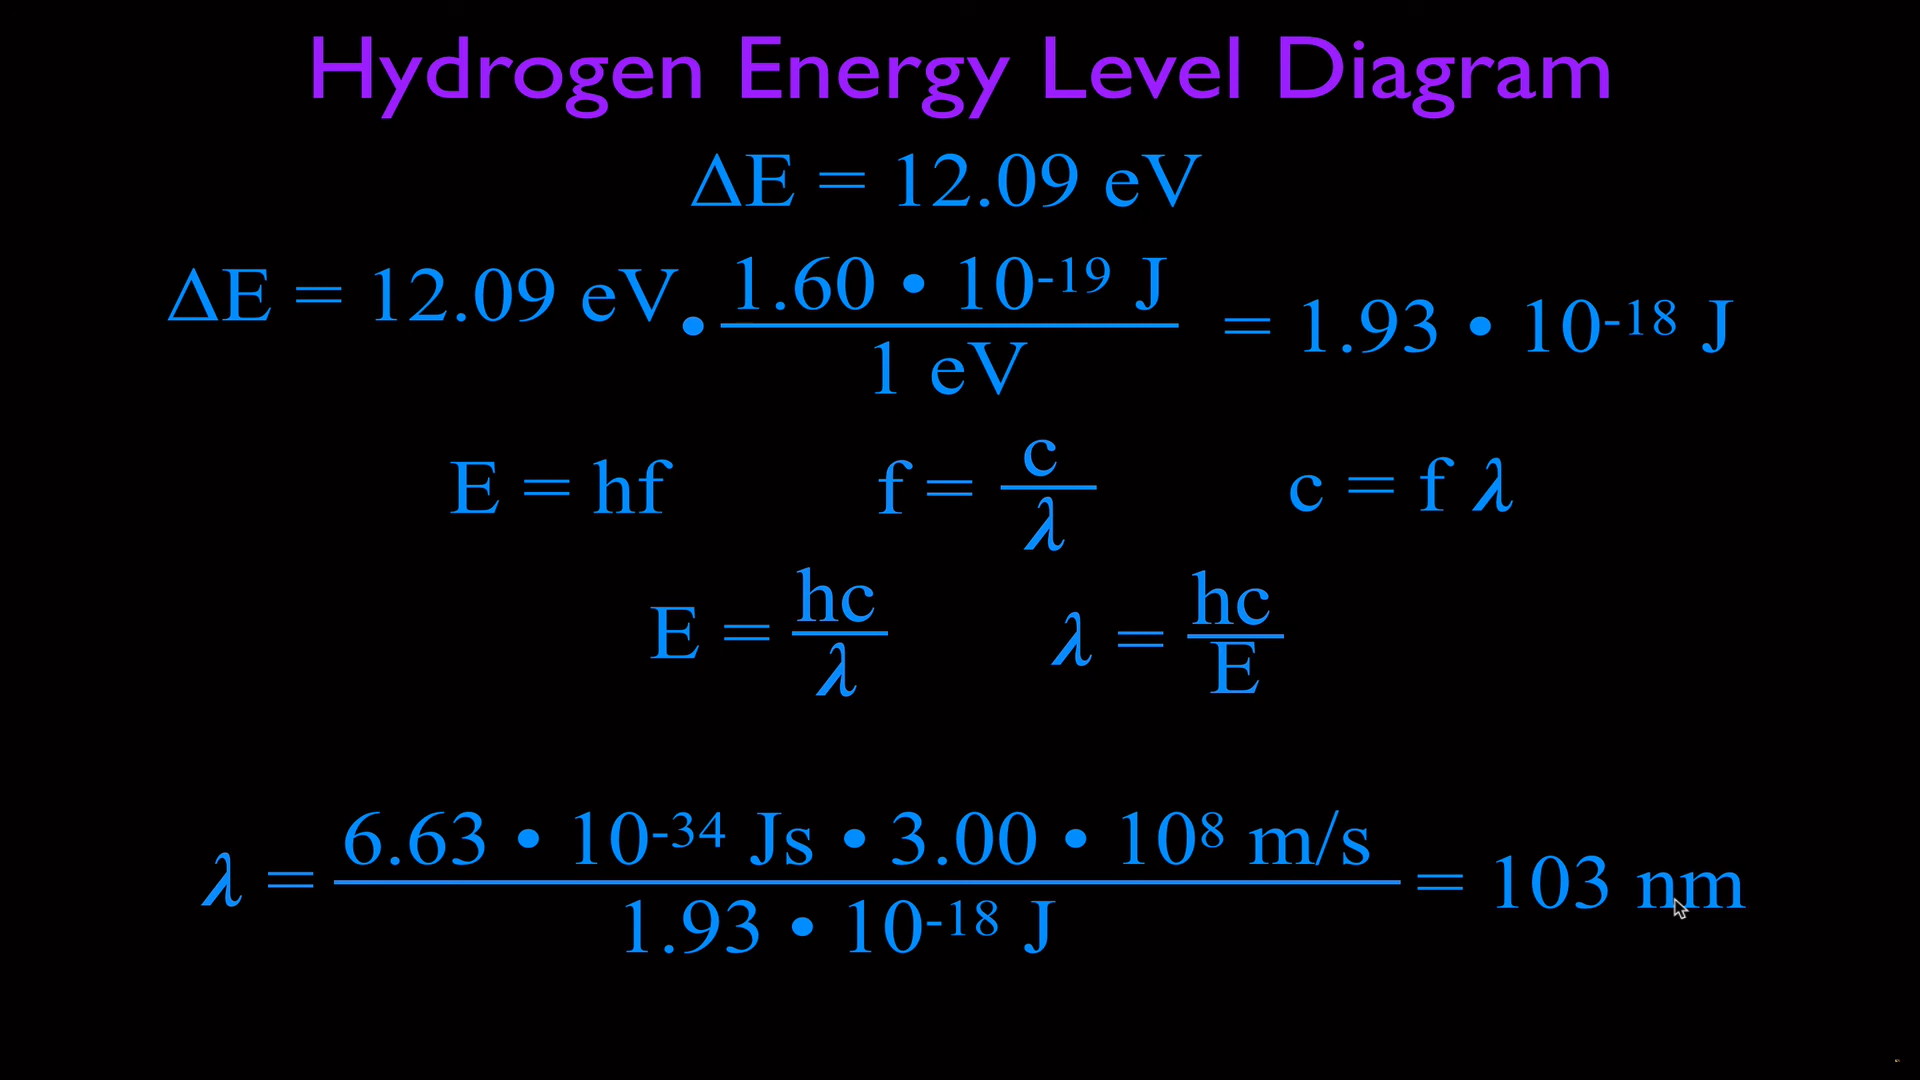 Hydrogen Energy Level Diagram
ΔE = 12.09 eV
ΔE = 12.09 eV • 1.60 • 10⁻¹⁹ J / 1 eV = 1.93 • 10⁻¹⁸ J
E = hf f = c / λ c = f λ
E = hc / λ λ = hc / E
λ = 6.63 • 10⁻³⁴ Js • 3.00 • 10⁸ m/s / 1.93 • 10⁻¹⁸ J = 103 nm